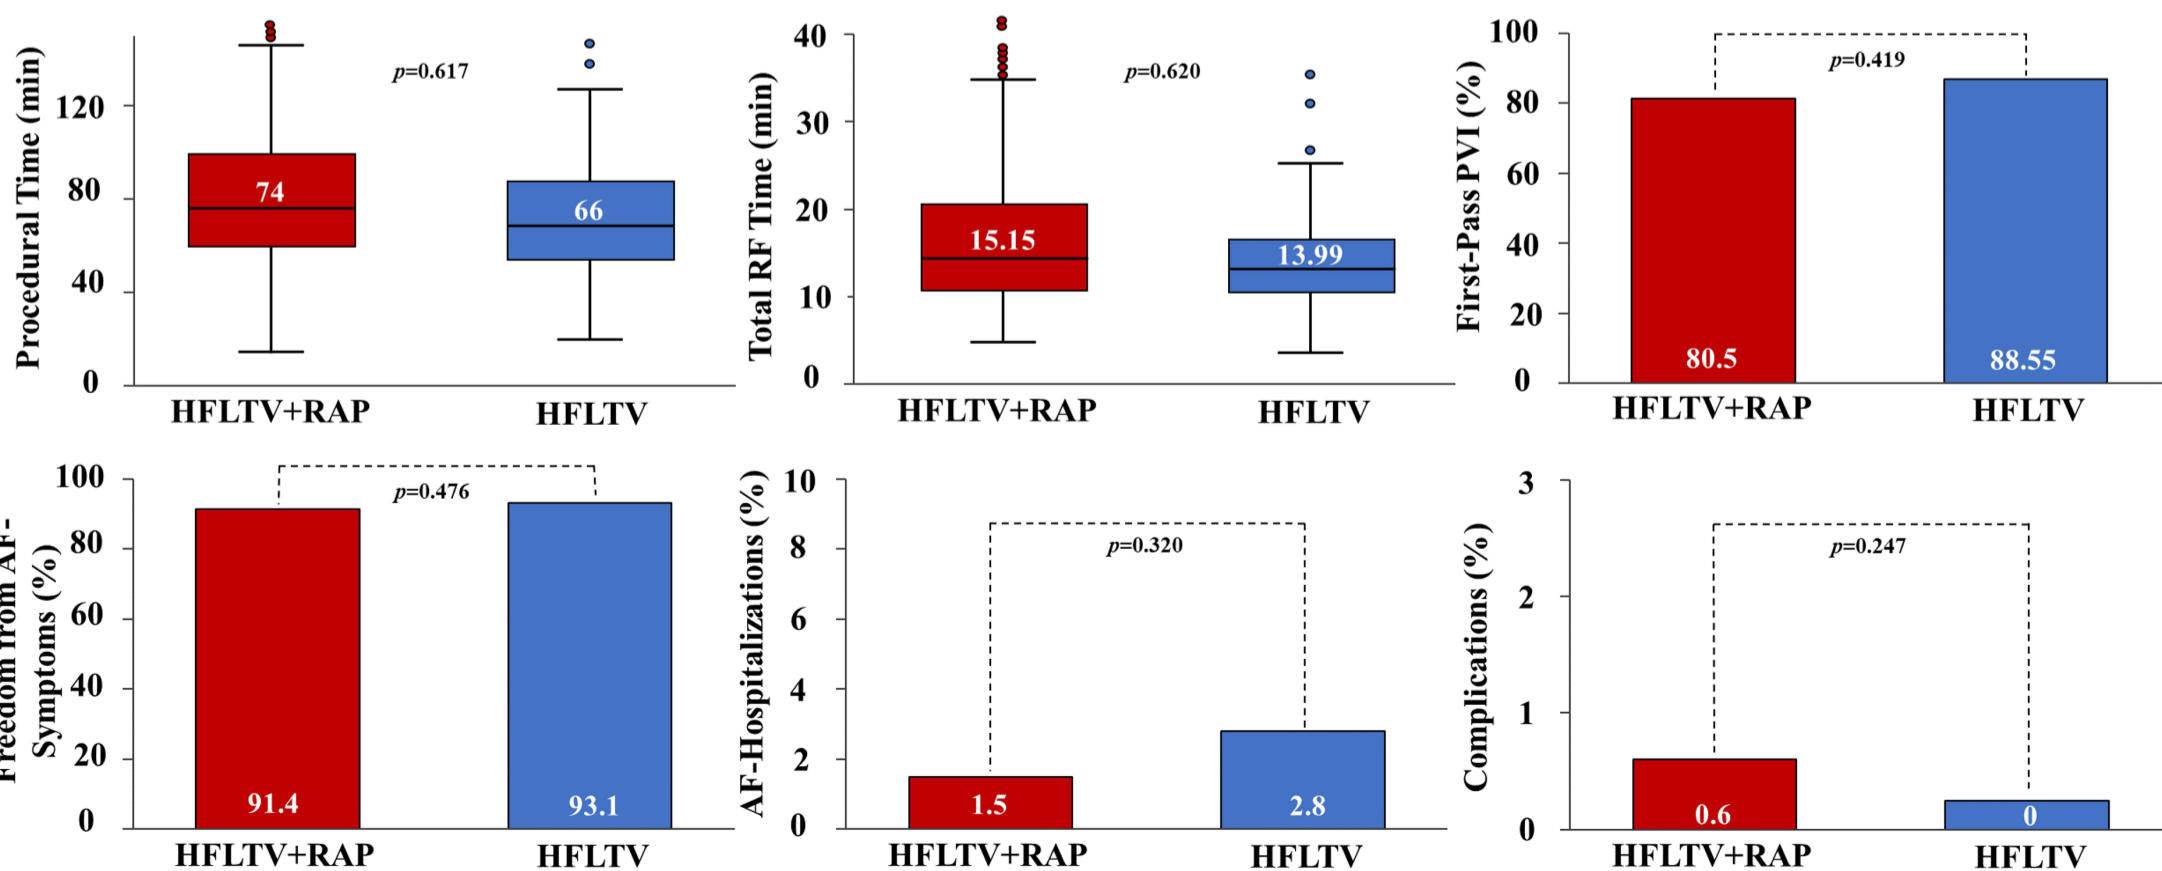 Procedural Time (min)
120
80
40
0
p=0.617
74
66
HFLTV+RAP
HFLTV
Total RF Time (min)
40
30
20
10
0
p=0.620
15.15
13.99
HFLTV+RAP
HFLTV
First-Pass PVI (%)
100
80
60
40
20
0
p=0.419
80.5
88.55
HFLTV+RAP
HFLTV
Freedom from AF-
Symptoms (%)
100
80
60
40
20
0
p=0.476
91.4
93.1
HFLTV+RAP
HFLTV
AF-Hospitalizations (%)
10
8
6
4
2
0
p=0.320
1.5
2.8
HFLTV+RAP
HFLTV
Complications (%)
3
2
1
0
p=0.247
0.6
0
HFLTV+RAP
HFLTV